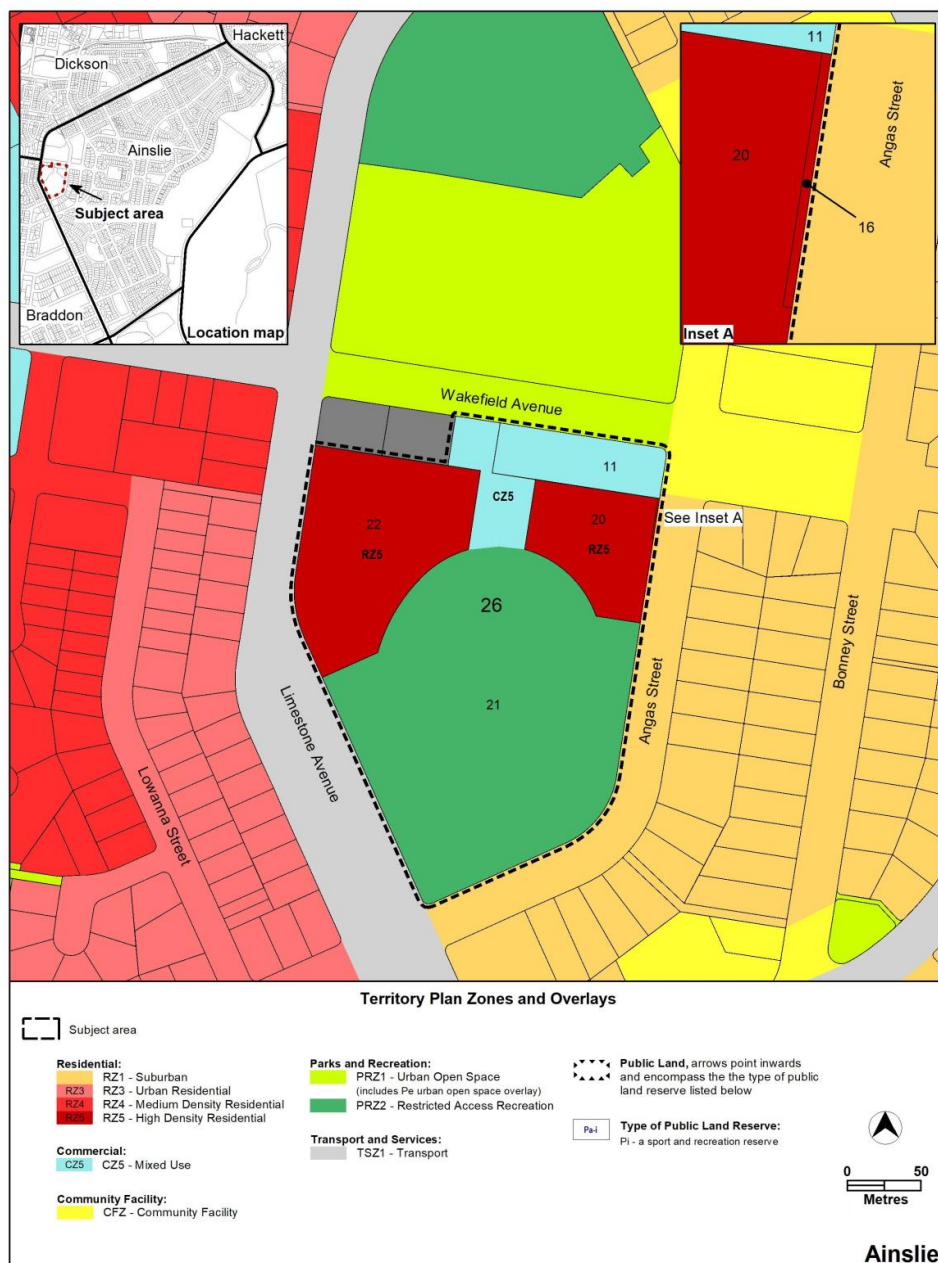 Hackett
Dickson
Ainslie
Subject area
Braddon
Location map
11
Angas Street
20
16
Inset A
Wakefield Avenue
11
CZ5
See Inset A
22
RZ5
20
RZ5
26
21
Limestone Avenue
Angas Street
Bonney Street
Lowanna Street
Territory Plan Zones and Overlays
Subject area
Residential:
RZ1 - Suburban
RZ3 RZ3 - Urban Residential
RZ4 RZ4 - Medium Density Residential
RZ5 RZ5 - High Density Residential
Commercial:
CZ5 CZ5 - Mixed Use
Community Facility:
CFZ - Community Facility
Parks and Recreation:
PRZ1 - Urban Open Space
(includes Pe urban open space overlay)
PRZ2 - Restricted Access Recreation
Transport and Services:
TSZ1 - Transport
Public Land, arrows point inwards
and encompass the the type of public
land reserve listed below
Pa-i
Type of Public Land Reserve:
Pi - a sport and recreation reserve
0 50
Metres
Ainslie